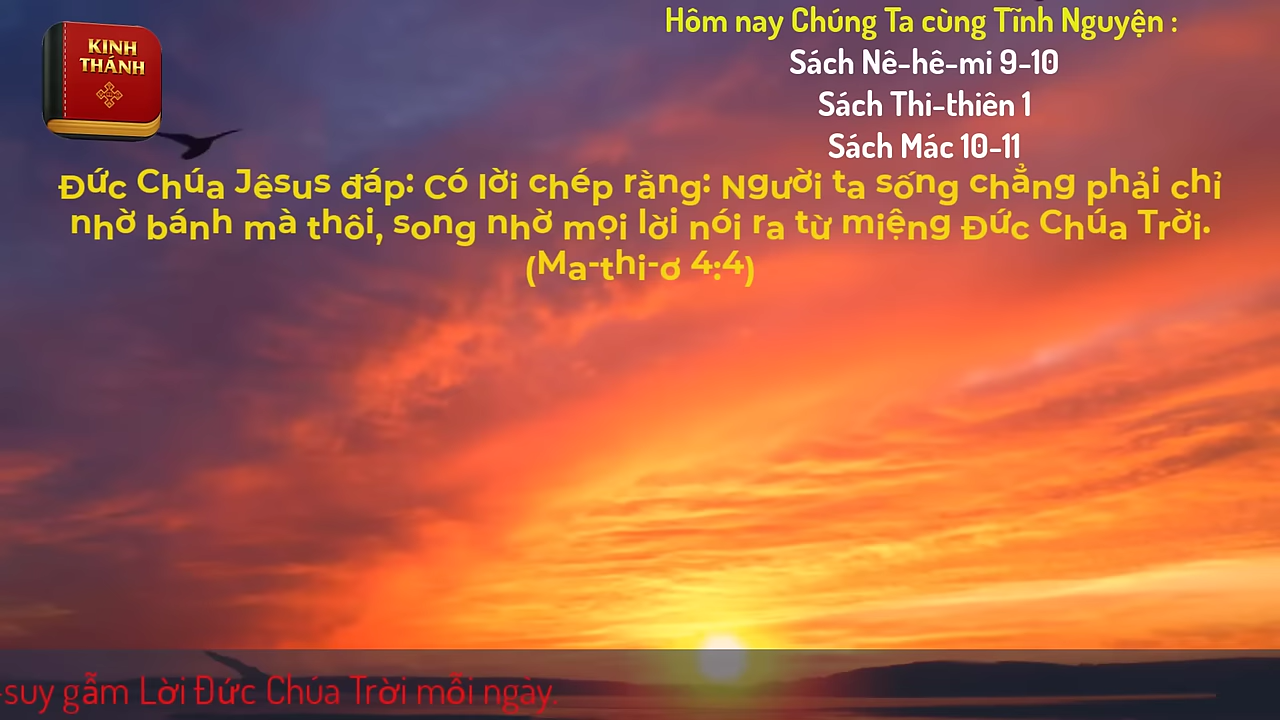 KINH
THÁNH
Hôm nay Chúng Ta cùng Tĩnh Nguyện :
Sách Nê-hê-mi 9-10
Sách Thi-thiên 1
Sách Mác 10-11
Đức Chúa Jêsus đáp: Có lời chép rằng: Người ta sống chẳng phải chỉ
nhờ bánh mà thôi, song nhờ mọi lời nói ra từ miệng Đức Chúa Trời.
(Ma-thi-ơ 4:4)
-suy gẫm Lời Đức Chúa Trời mỗi ngày.